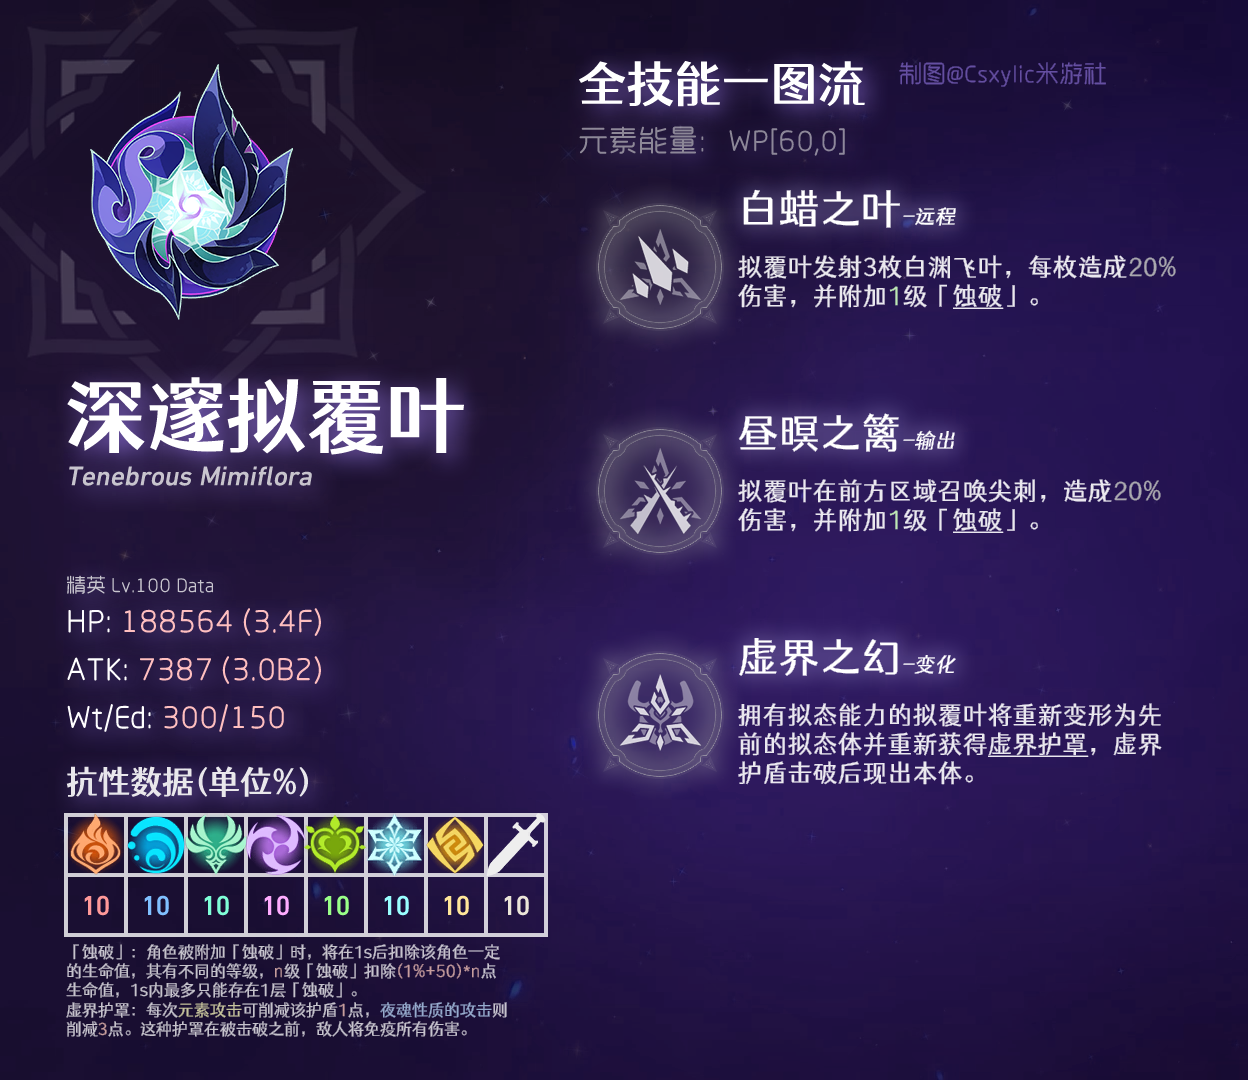 全技能一图流
制图@Csxylic米游社
元素能量: WP[60,0]
白蜡之叶-远程
拟覆叶发射3枚白渊飞叶，每枚造成20%
伤害，并附加1级「蚀破」。
昼暝之篱-输出
拟覆叶在前方区域召唤尖刺，造成20%
伤害，并附加1级「蚀破」。
虚界之幻-变化
拥有拟态能力的拟覆叶将重新变形为先
前的拟态体并重新获得虚界护罩，虚界
护盾击破后现出本体。
深邃拟覆叶
Tenebrous Mimiflora
精英 Lv.100 Data
HP: 188564 (3.4F)
ATK: 7387 (3.0B2)
Wt/Ed: 300/150
抗性数据(单位%)
10 10 10 10 10 10 10 10
「蚀破」：角色被附加「蚀破」时，将在1s后扣除该角色一定
的生命值，其有不同的等级，n级「蚀破」扣除(1%+50)*n点
生命值，1s内最多只能存在1层「蚀破」。
虚界护罩：每次元素攻击可削减该护盾1点，夜魂性质的攻击则
削减3点。这种护罩在被击破之前，敌人将免疫所有伤害。